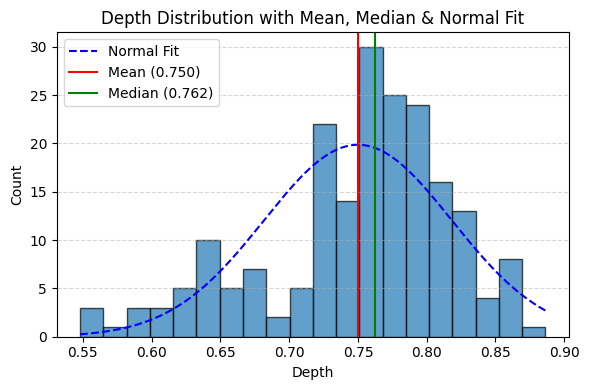 Depth Distribution with Mean, Median & Normal Fit
Normal Fit
Mean (0.750)
Median (0.762)
Count
30
25
20
15
10
5
0
0.55 0.60 0.65 0.70 0.75 0.80 0.85 0.90
Depth